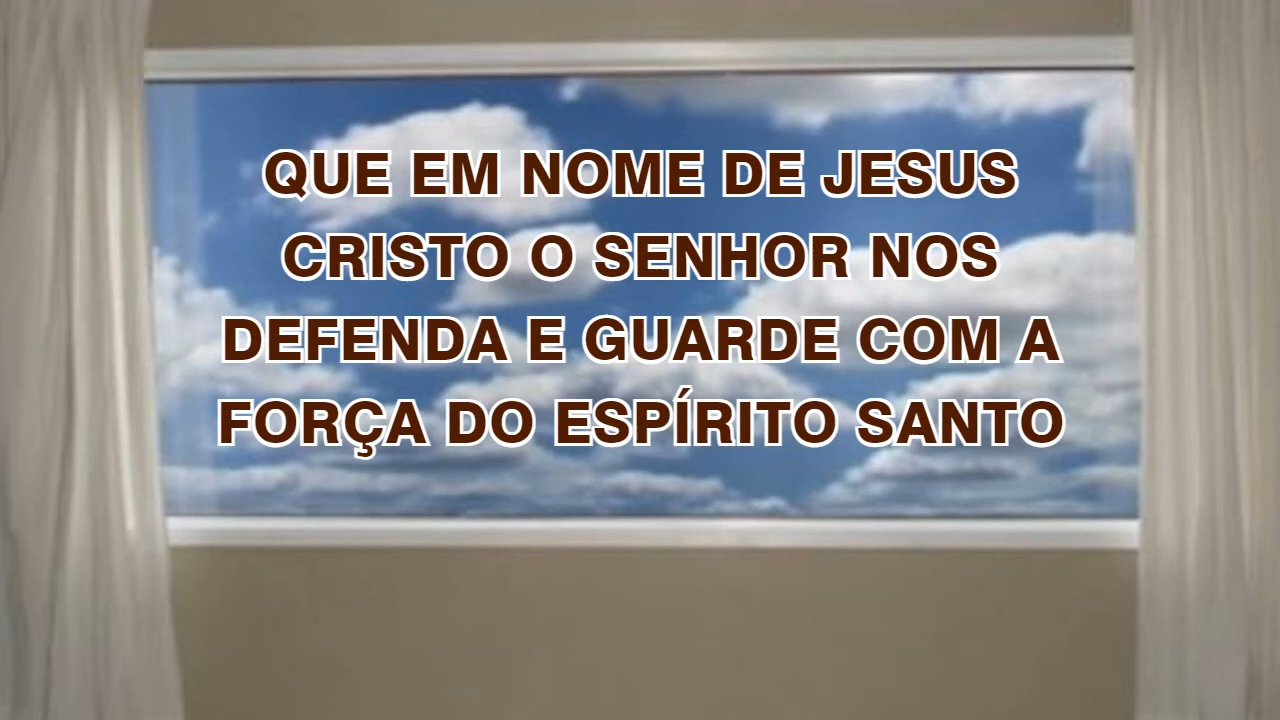 QUE EM NOME DE JESUS
CRISTO O SENHOR NOS
DEFENDA E GUARDE COM A
FORÇA DO ESPÍRITO SANTO